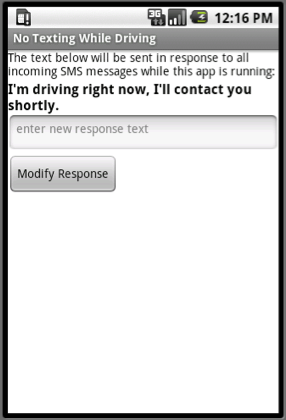 3G
12:16 PM
No Texting While Driving
The text below will be sent in response to all
incoming SMS messages while this app is running:
I'm driving right now, I'll contact you
shortly.
enter new response text
Modify Response